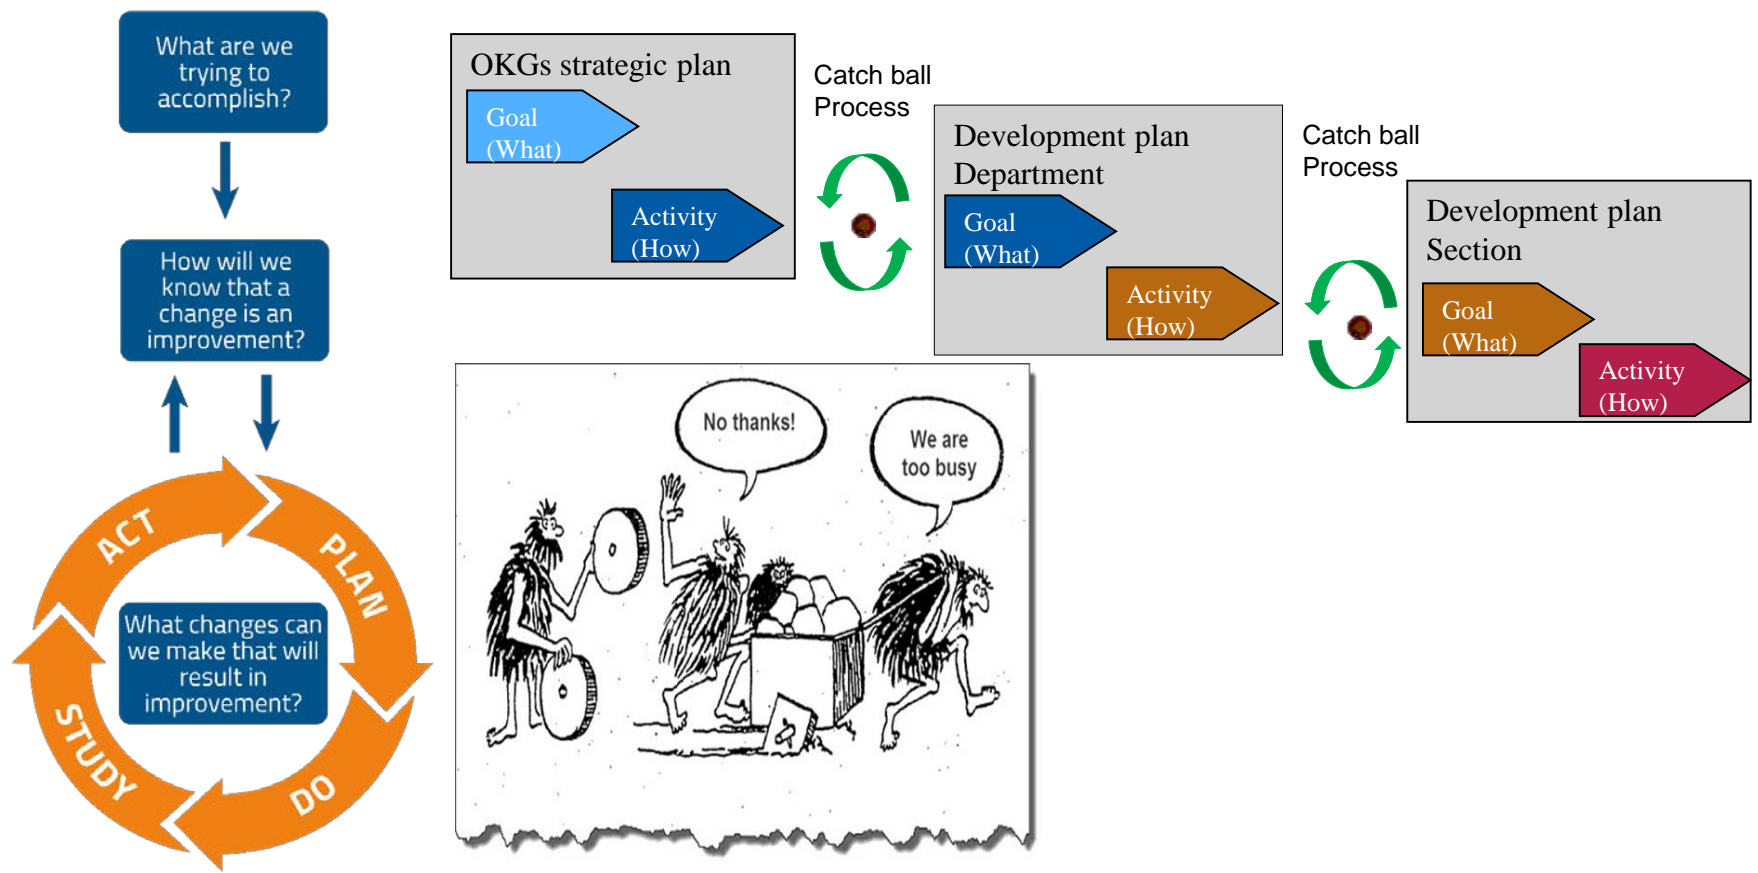 What are we
trying to
accomplish?
How will we
know that a
change is an
improvement?
ACT
PLAN
What changes can
we make that will
result in
improvement?
STUDY
DO
OKGs strategic plan
Goal
(What)
Activity
(How)
Catch ball
Process
Development plan
Department
Goal
(What)
Activity
(How)
Catch ball
Process
Development plan
Section
Goal
(What)
Activity
(How)
No thanks!
We are
too busy